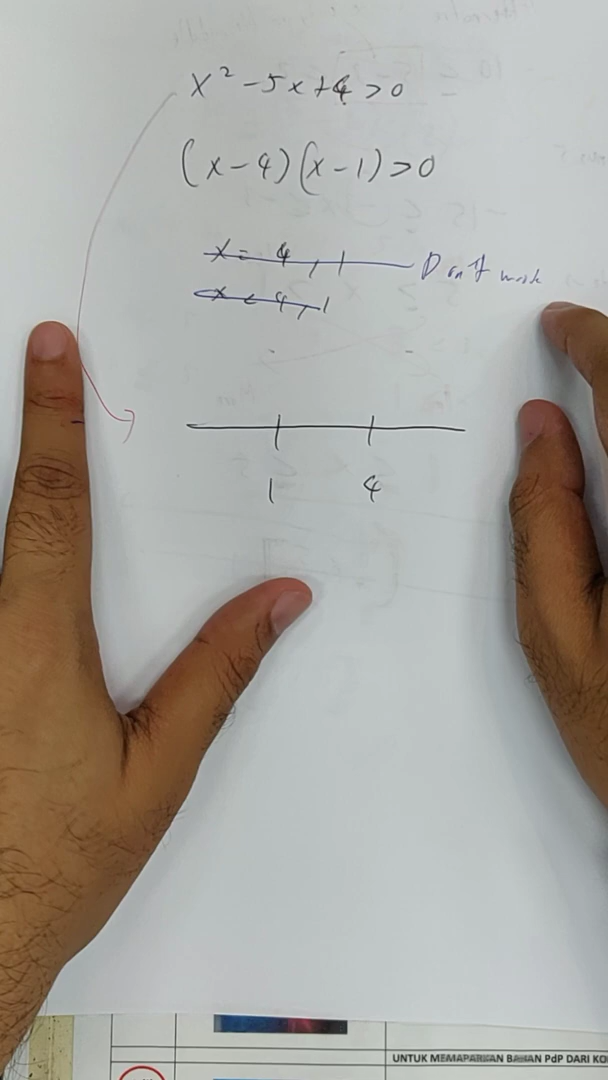 x² - 5x + 4 > 0
(x - 4)(x - 1) > 0
x = 4, 1 Don't work
x < 4, 1
1 4
UNTUK MEMAPARKAN BAHAN PdP DARI